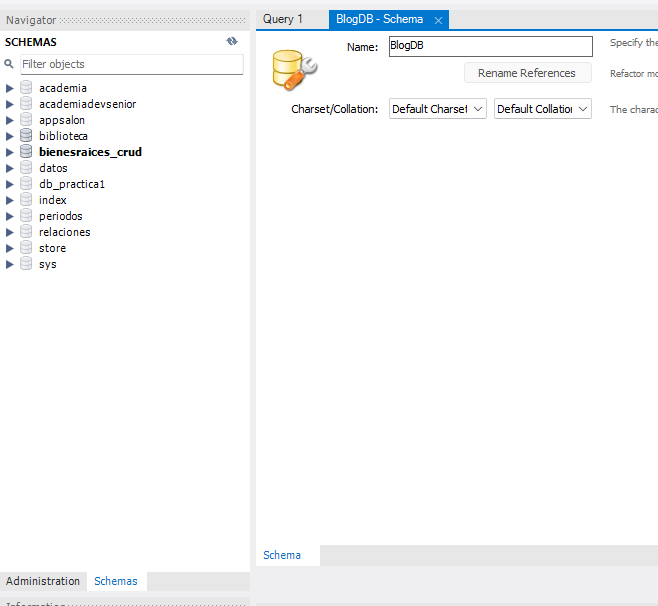 Navigator
SCHEMAS
Filter objects
academia
academiadevsenior
appsalon
biblioteca
bienesraices_crud
datos
db_practica1
index
periodos
relaciones
store
sys
Administration Schemas
Query 1 BlogDB - Schema
Name: BlogDB Specify the
Rename References Refactor mo
Charset/Collation: Default Charset Default Collation The charac
Schema
Information